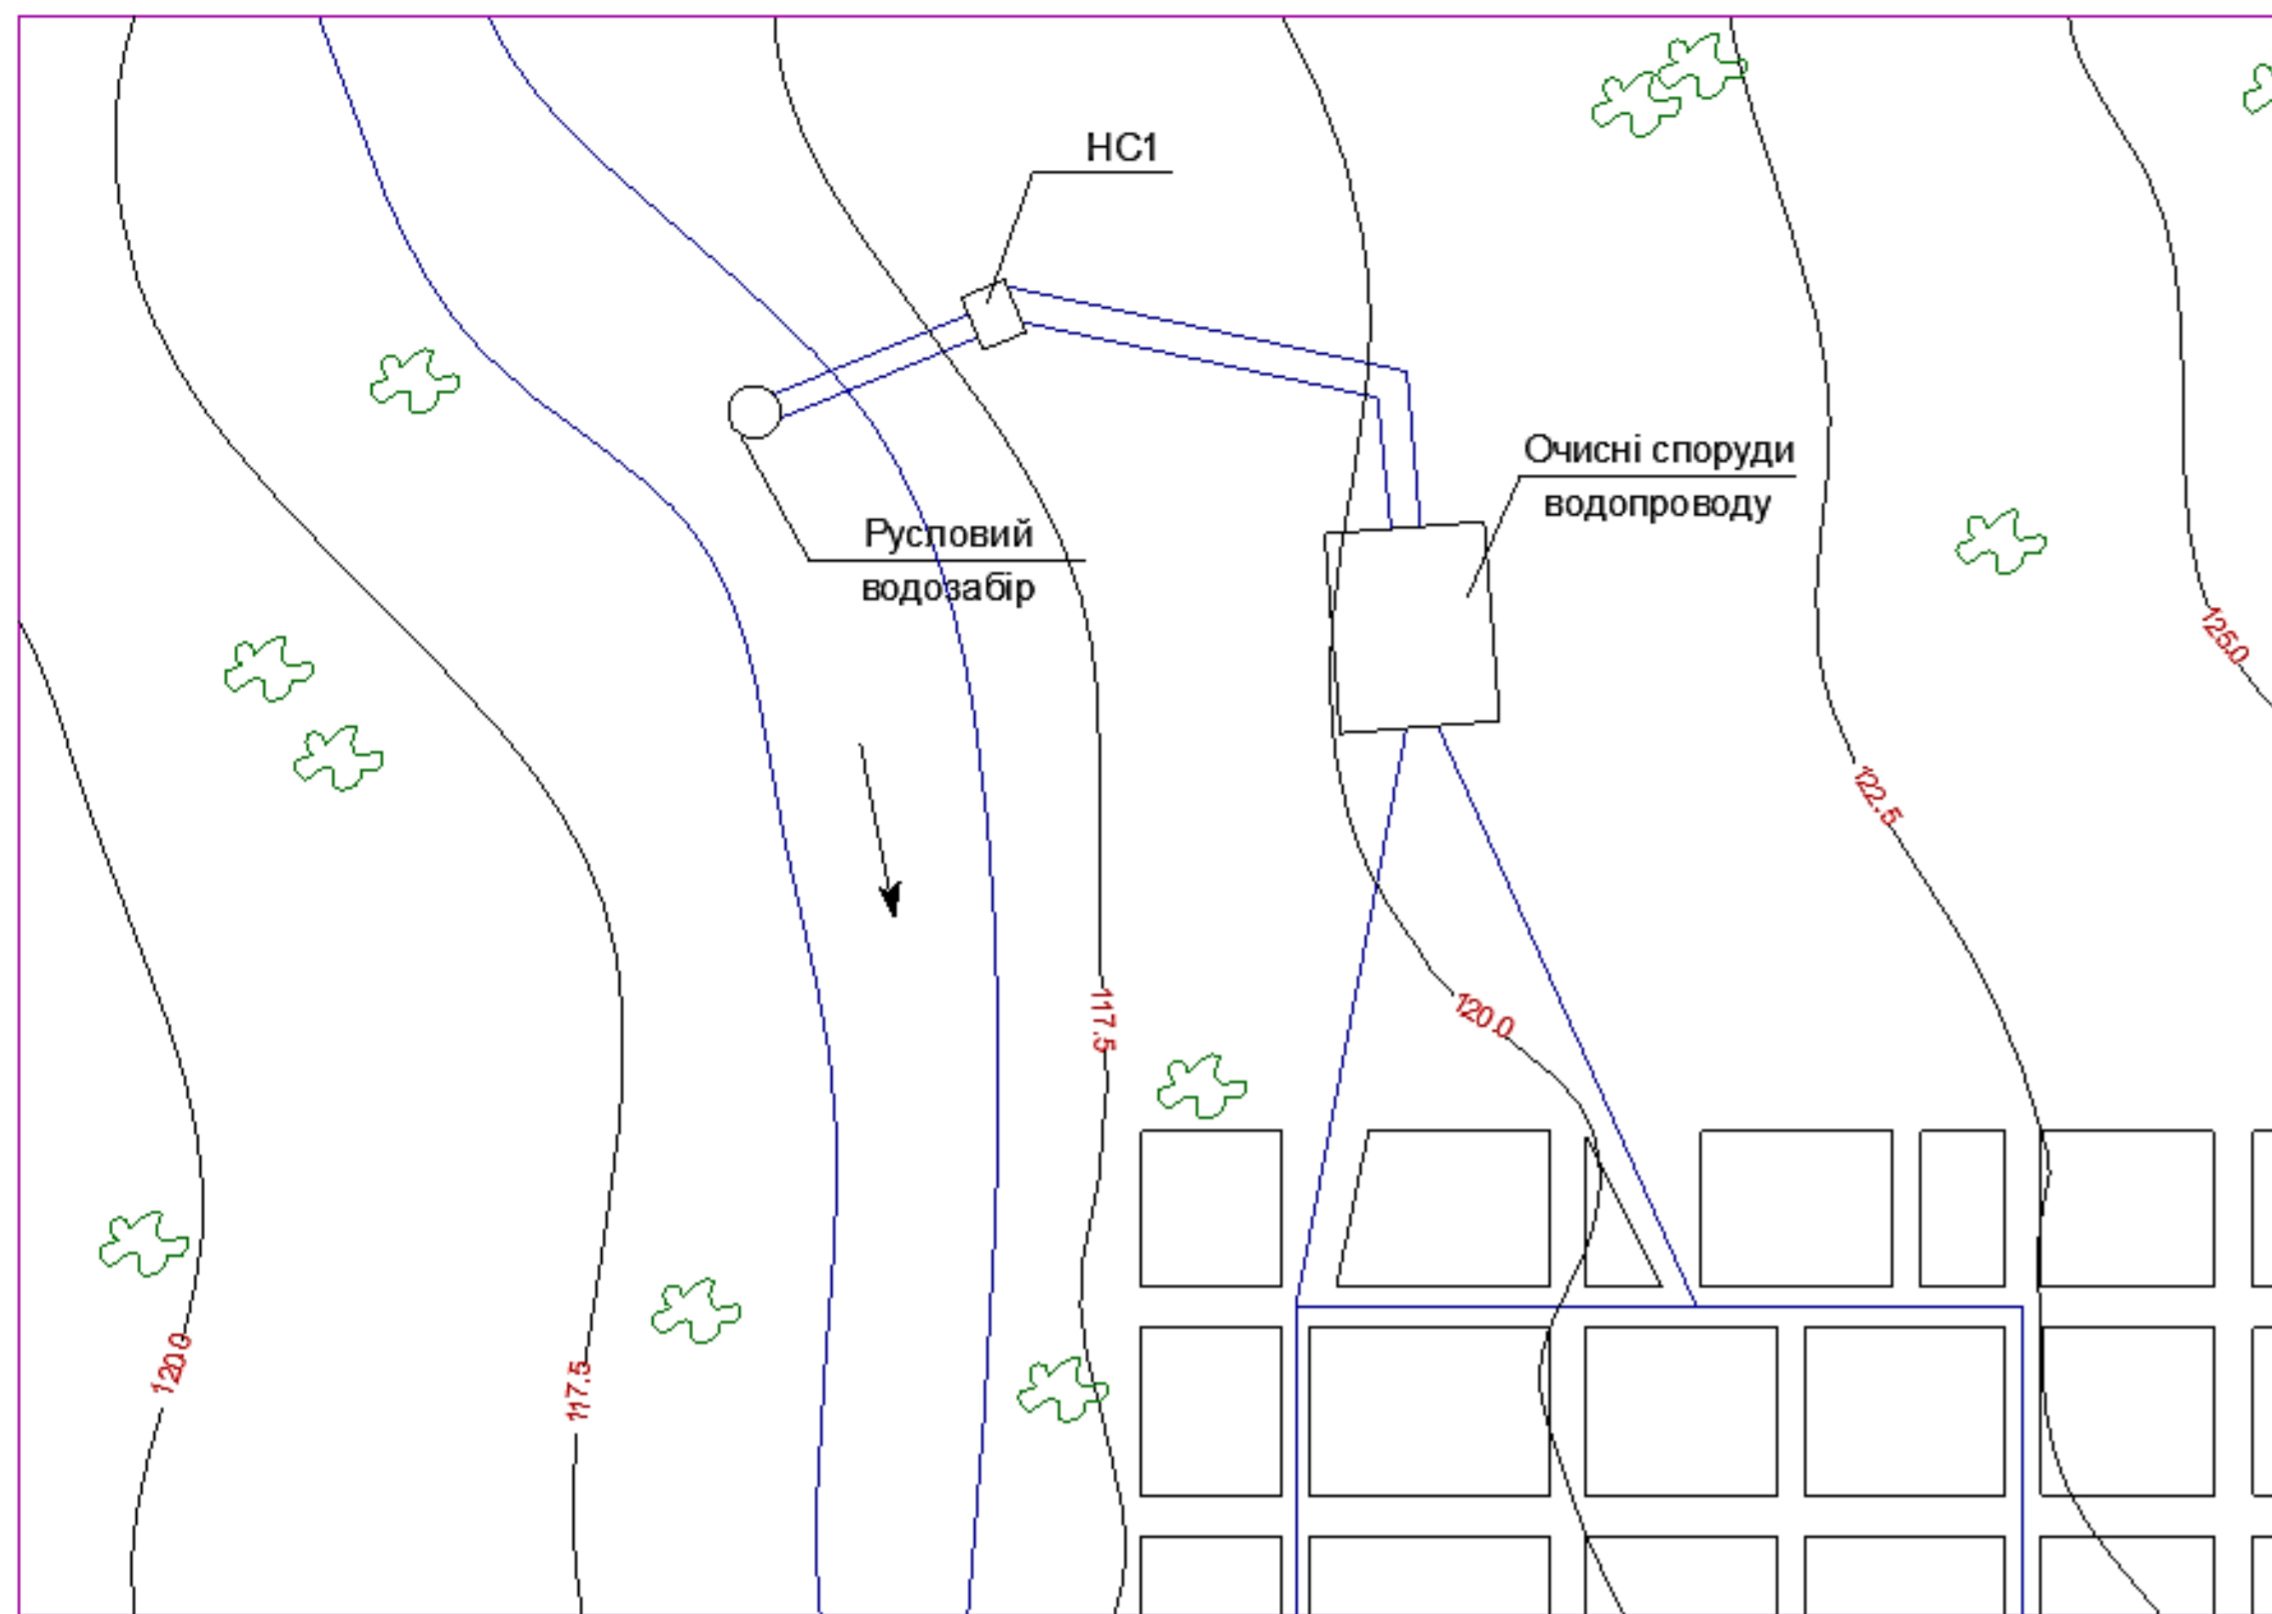 НС1
Очисні споруди
водопроводу
Русловий
водозабір
125.0
122.5
117.5
120.0
120.0
117.5